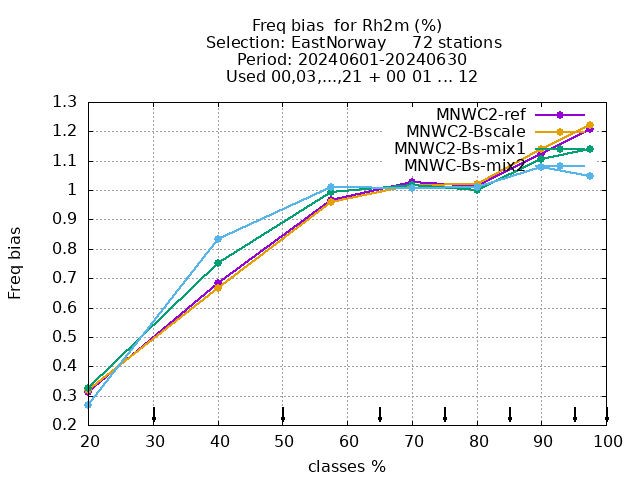 Freq bias  for Rh2m (%)
Selection: EastNorway     72 stations
Period: 20240601-20240630
Used 00,03,...,21 + 00 01 ... 12
MNWC2-ref
MNWC2-Bscale
MNWC2-Bs-mix1
MNWC-Bs-mix2
Freq bias
1.3
1.2
1.1
1
0.9
0.8
0.7
0.6
0.5
0.4
0.3
0.2
20 30 40 50 60 70 80 90 100
classes %